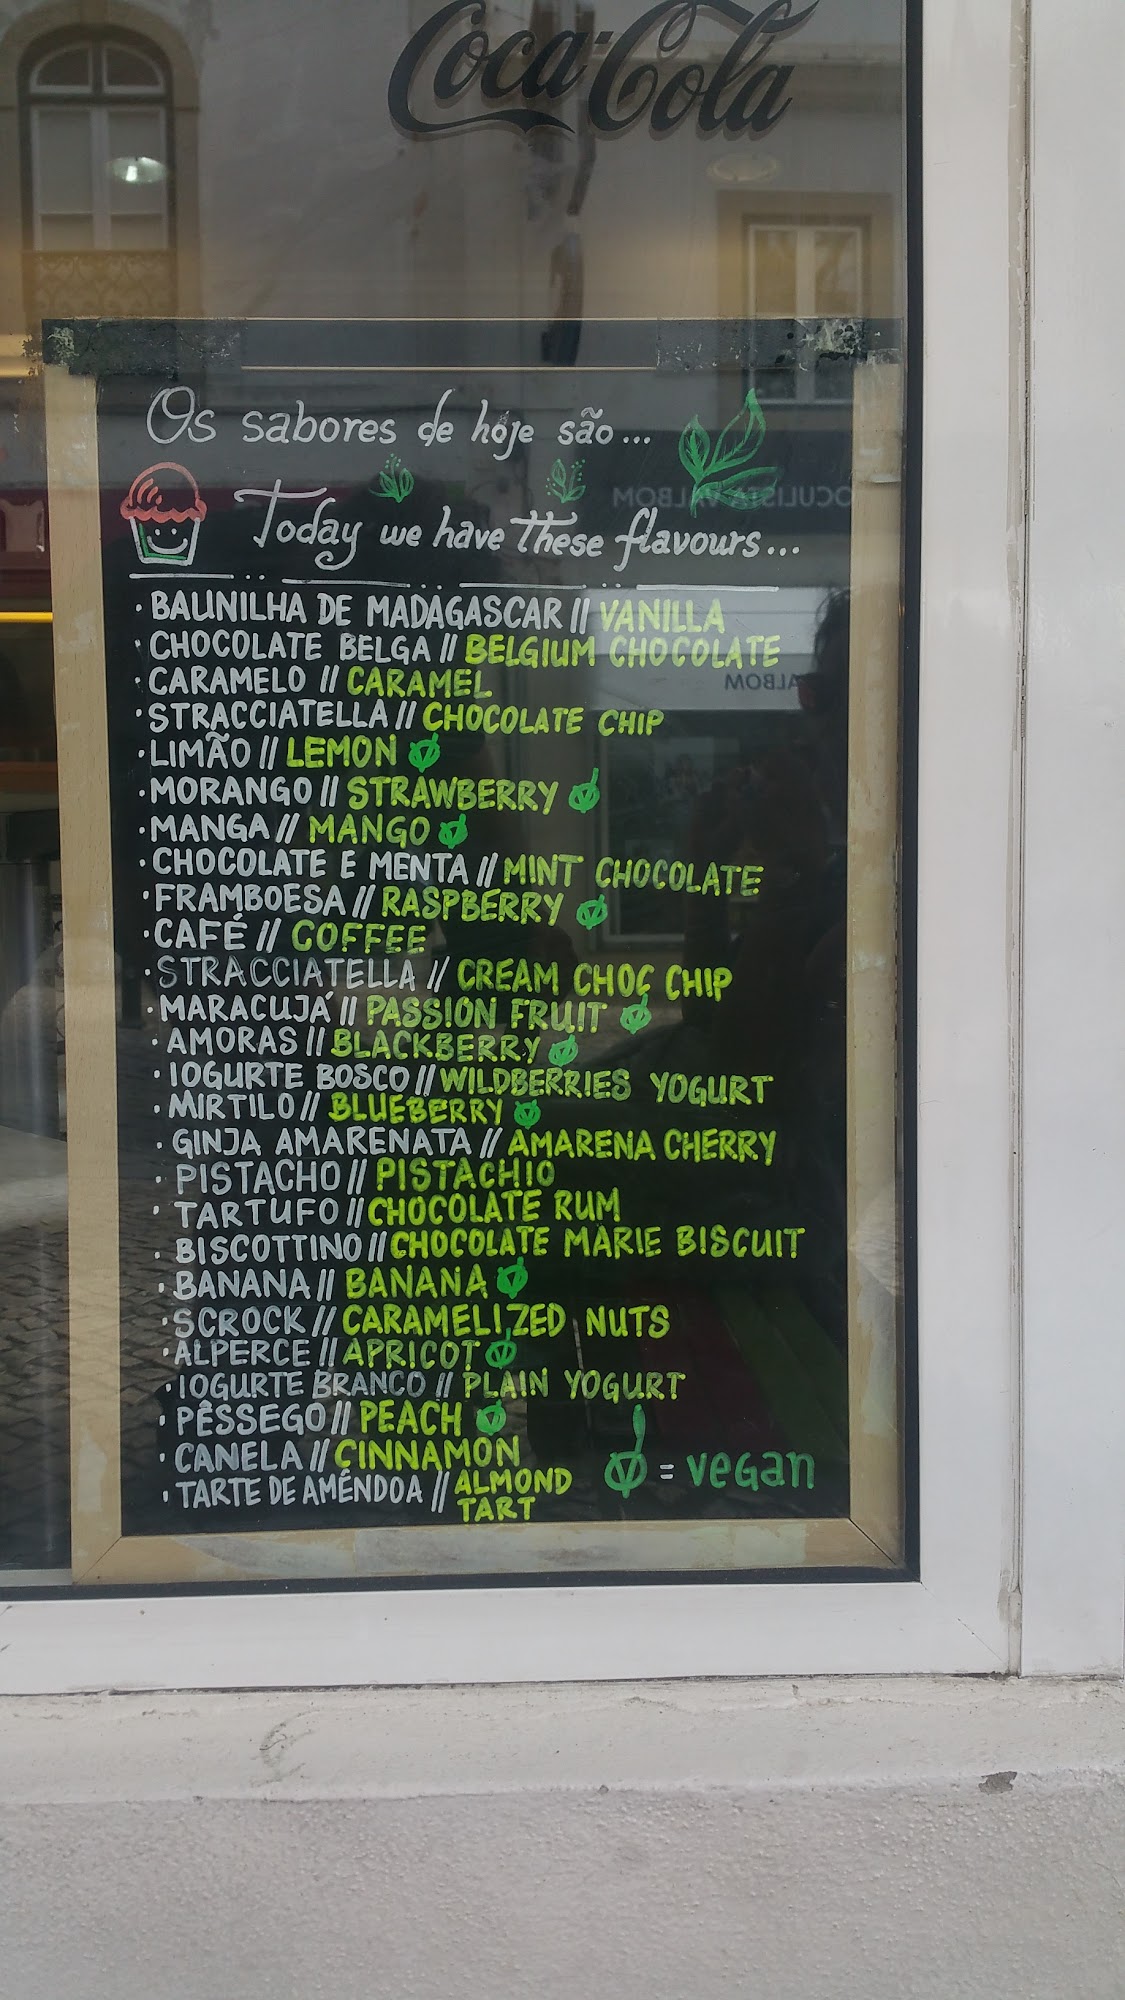 Coca-Cola
Os sabores de hoje são...
Today we have These flavours...
· BAUNILHA DE MADAGASCAR // VANILLA
· CHOCOLATE BELGA // BELGIUM CHOCOLATE
· CARAMELO // CARAMEL
· STRACCIATELLA // CHOCOLATE CHIP
· LIMÃO // LEMON V
· MORANGO // STRAWBERRY V
· MANGA // MANGO V
· CHOCOLATE E MENTA // MINT CHOCOLATE
· FRAMBOESA // RASPBERRY V
· CAFÉ // COFFEE
· STRACCIATELLA // CREAM CHOC CHIP
· MARACUJÁ // PASSION FRUIT V
· AMORAS // BLACKBERRY V
· IOGURTE BOSCO // WILDBERRIES YOGURT
· MIRTILO // BLUEBERRY V
· GINJA AMARENATA // AMARENA CHERRY
· PISTACHO // PISTACHIO
· TARTUFO // CHOCOLATE RUM
· BISCOTTINO // CHOCOLATE MARIE BISCUIT
· BANANA // BANANA V
· SCROCK // CARAMELIZED NUTS
· ALPERCE // APRICOT V
· IOGURTE BRANCO // PLAIN YOGURT
· PÊSSEGO // PEACH V
· CANELA // CINNAMON
V = vegan
· TARTE DE AMÊNDOA // ALMOND
TART
OCULISTA VALBOM
ALBOM